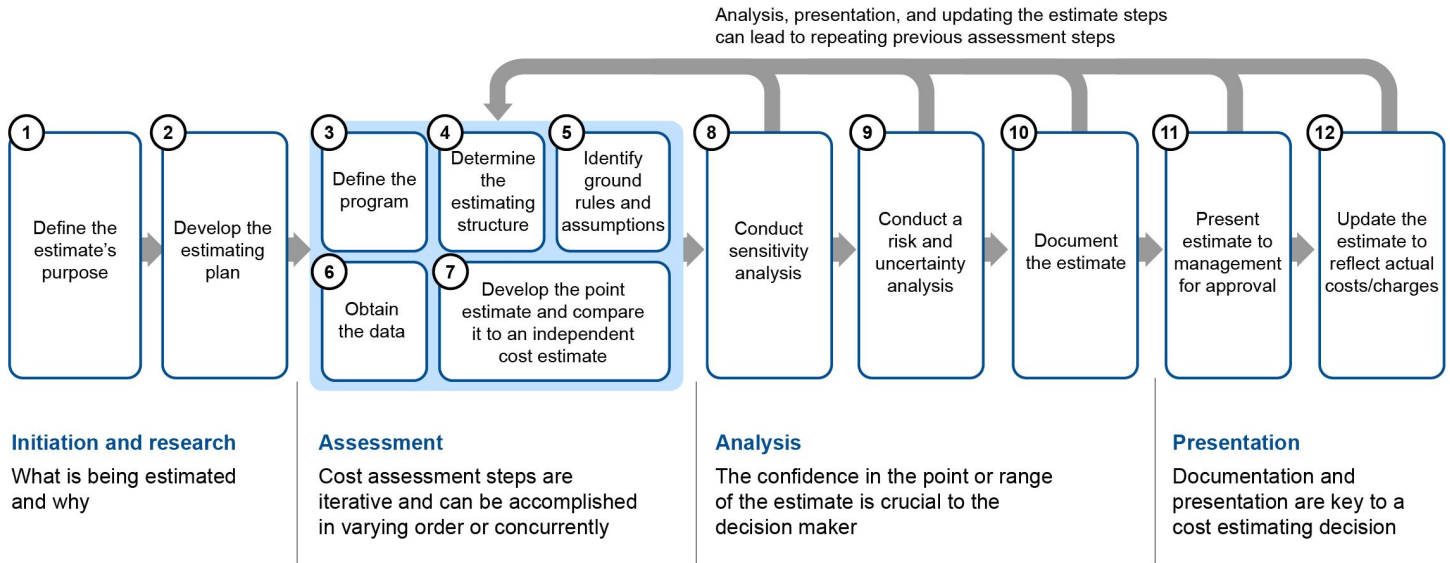 Analysis, presentation, and updating the estimate steps
can lead to repeating previous assessment steps
1
Define the
estimate's
purpose
2
Develop the
estimating
plan
3
Define the
program
4
Determine
the
estimating
structure
5
Identify
ground
rules and
assumptions
6
Obtain
the data
7
Develop the point
estimate and compare
it to an independent
cost estimate
8
Conduct
sensitivity
analysis
9
Conduct a
risk and
uncertainty
analysis
10
Document
the estimate
11
Present
estimate to
management
for approval
12
Update the
estimate to
reflect actual
costs/charges
Initiation and research
What is being estimated
and why
Assessment
Cost assessment steps are
iterative and can be accomplished
in varying order or concurrently
Analysis
The confidence in the point or range
of the estimate is crucial to the
decision maker
Presentation
Documentation and
presentation are key to a
cost estimating decision